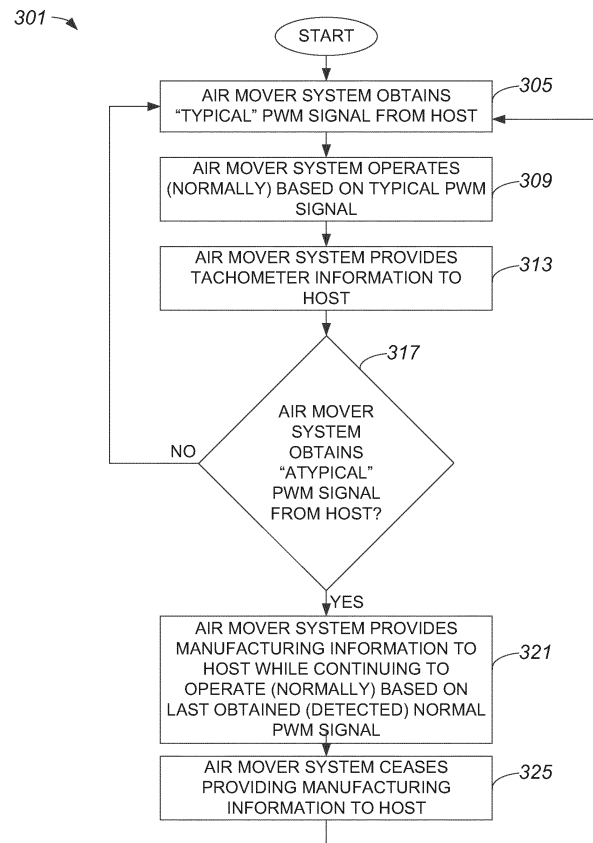 301
START
AIR MOVER SYSTEM OBTAINS
“TYPICAL” PWM SIGNAL FROM HOST
305
AIR MOVER SYSTEM OPERATES
(NORMALLY) BASED ON TYPICAL PWM
SIGNAL
309
AIR MOVER SYSTEM PROVIDES
TACHOMETER INFORMATION TO
HOST
313
317
AIR MOVER
SYSTEM
OBTAINS
“ATYPICAL”
PWM SIGNAL
FROM HOST?
NO
YES
AIR MOVER SYSTEM PROVIDES
MANUFACTURING INFORMATION TO
HOST WHILE CONTINUING TO
OPERATE (NORMALLY) BASED ON
LAST OBTAINED (DETECTED) NORMAL
PWM SIGNAL
321
AIR MOVER SYSTEM CEASES
PROVIDING MANUFACTURING
INFORMATION TO HOST
325